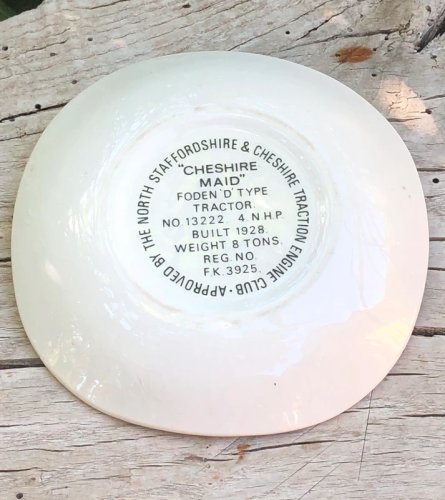 APPROVED BY THE NORTH STAFFORDSHIRE & CHESHIRE TRACTION ENGINE CLUB •
"CHESHIRE
MAID"
FODEN 'D' TYPE
TRACTOR
NO. 13222 4. N.H.P.
BUILT 1928.
WEIGHT 8 TONS.
REG. NO.
F.K. 3925.